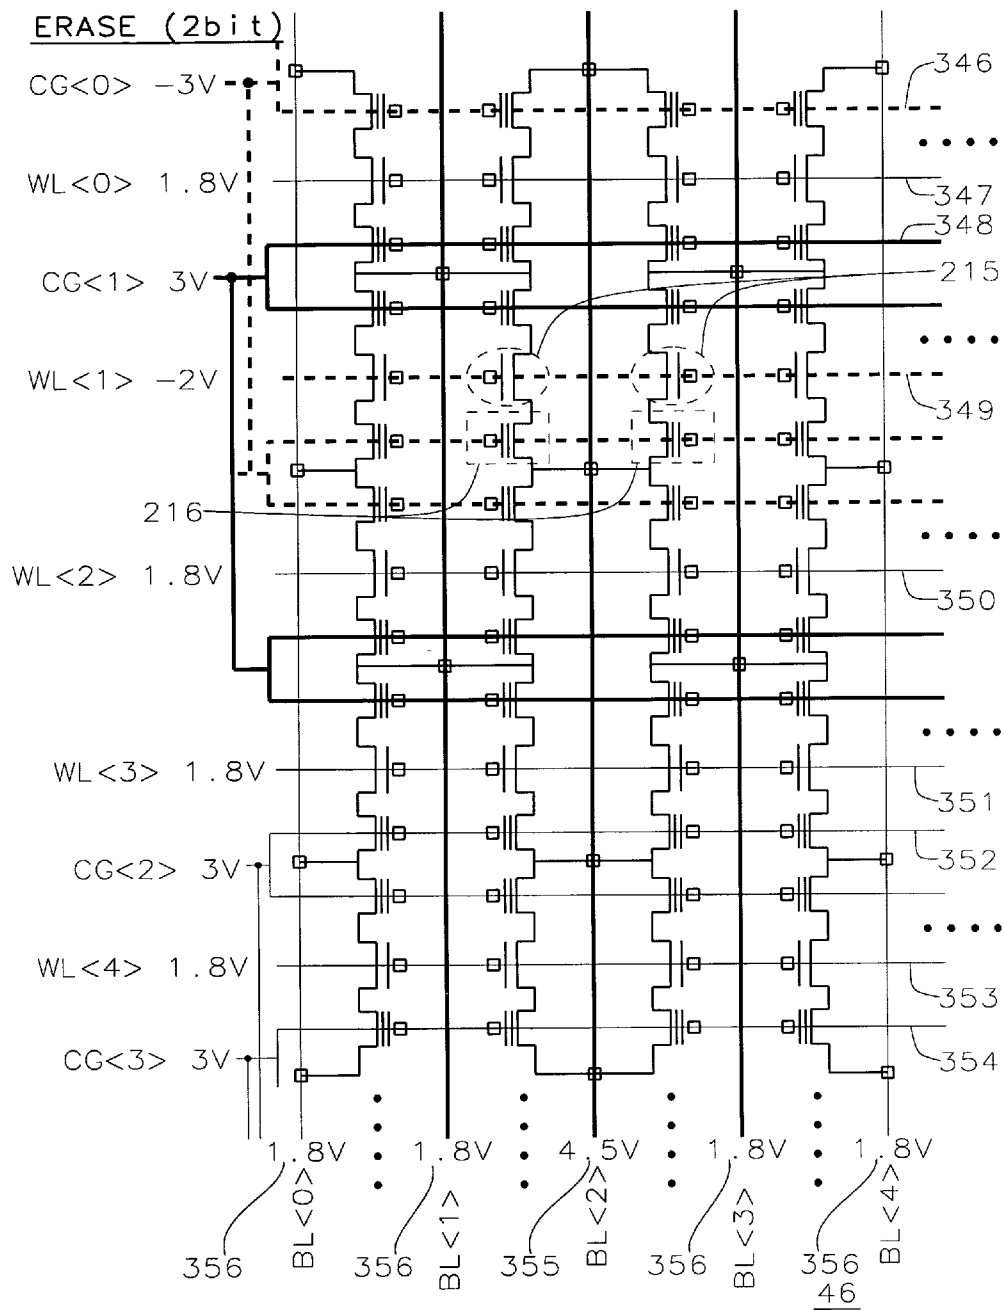 ERASE (2bit)
CG<0> -3V
346
WL<0> 1.8V
347
348
CG<1> 3V
215
WL<1> -2V
349
216
WL<2> 1.8V
350
WL<3> 1.8V
351
CG<2> 3V
352
WL<4> 1.8V
353
CG<3> 3V
354
1.8V 1.8V 4.5V 1.8V 1.8V
BL<0> BL<1> BL<2> BL<3> BL<4>
356 356 355 356 356
46